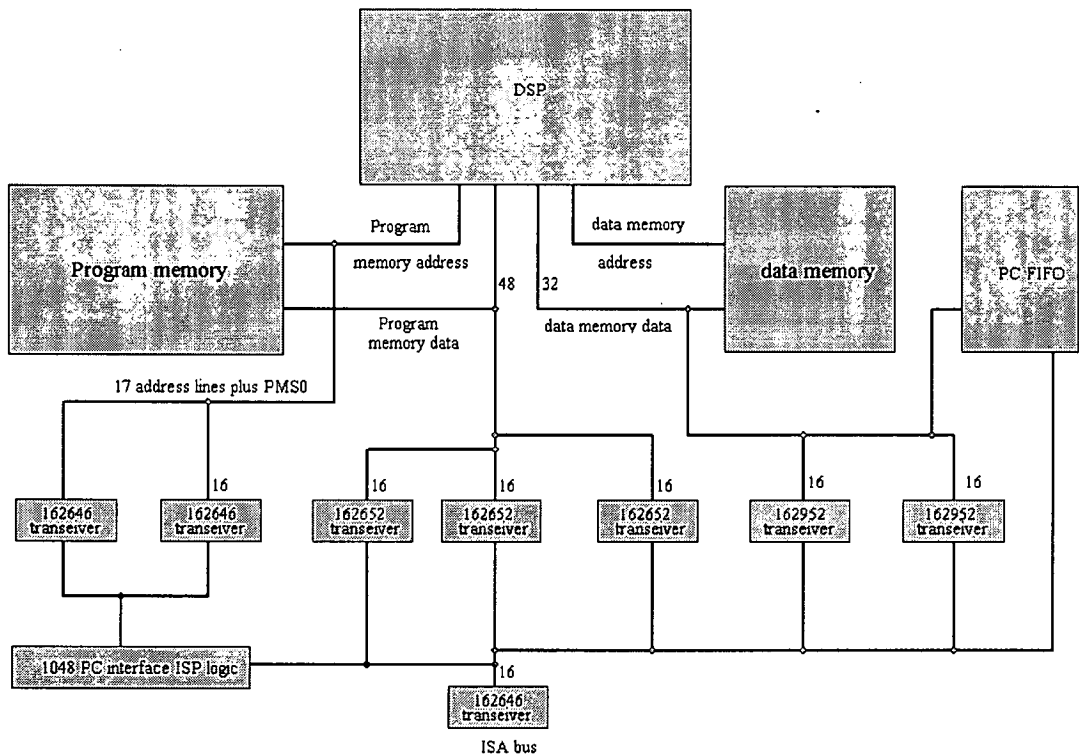 DSP
Program
memory address
data memory
address
Program memory
data memory
PC FIFO
48
32
Program
memory data
data memory data
17 address lines plus PMS0
16
16
16
16
16
16
162646
transeiver
162646
transeiver
162652
transeiver
162652
transeiver
162652
transeiver
162952
transeiver
162952
transeiver
1048 PC interface ISP logic
16
162646
transeiver
ISA bus